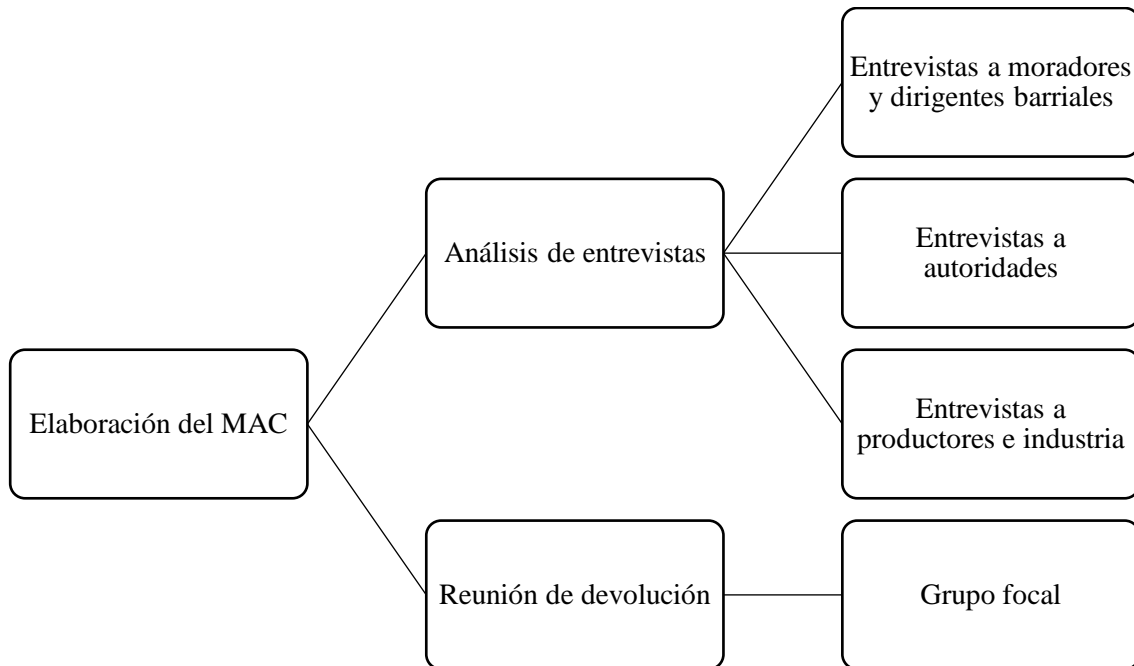 Elaboración del MAC
Análisis de entrevistas
Entrevistas a moradores
y dirigentes barriales
Entrevistas a
autoridades
Entrevistas a
productores e industria
Reunión de devolución
Grupo focal